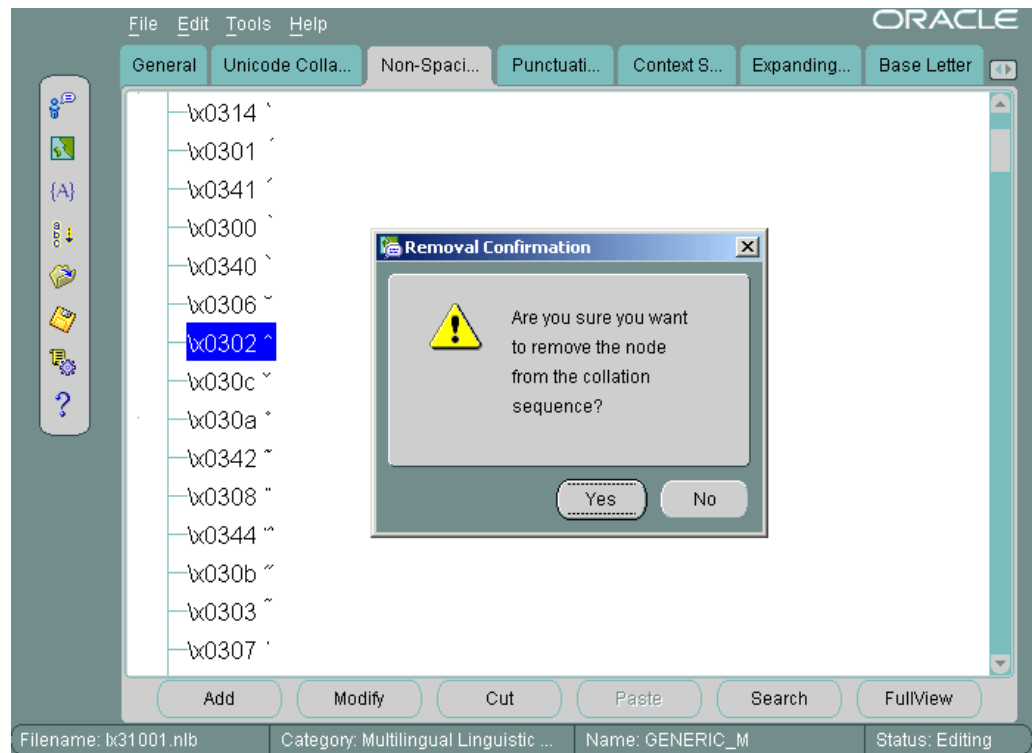 File Edit Tools Help ORACLE
General Unicode Colla... Non-Spaci... Punctuati... Context S... Expanding... Base Letter
\x0314 ̔
\x0301 ́
\x0341 ́
\x0300 ̀
\x0340 ̀
\x0306 ̆
\x0302 ̂
\x030c ̌
\x030a ̊
\x0342 ͂
\x0308 ̈
\x0344 ̈́
\x030b ̋
\x0303 ̃
\x0307 ̇
{A}
a
b
c
?
Removal Confirmation
Are you sure you want
to remove the node
from the collation
sequence?
Yes No
Add Modify Cut Paste Search FullView
Filename: lx31001.nlb Category: Multilingual Linguistic ... Name: GENERIC_M Status: Editing